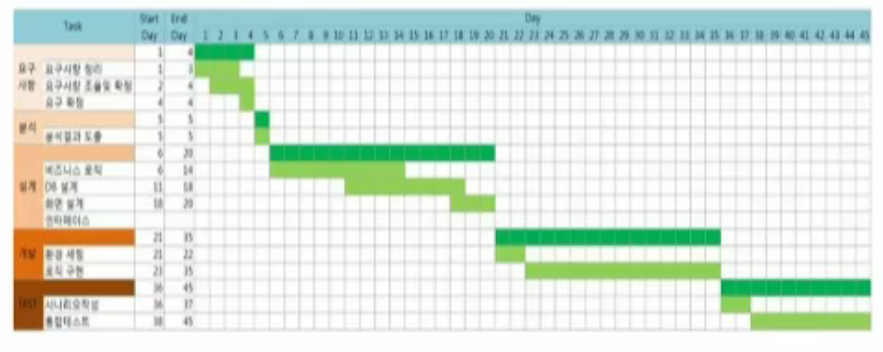 Task Start Day End Day Day
1 2 3 4 5 6 7 8 9 10 11 12 13 14 15 16 17 18 19 20 21 22 23 24 25 26 27 28 29 30 31 32 33 34 35 36 37 38 39 40 41 42 43 44 45
요구사항
1 4
요구사항 정리 1 3
요구사항 조율및 확정 2 4
요구 확정 4 4
분석
5 5
분석결과 도출 5 5
설계
6 20
비즈니스 로직 6 14
DB 설계 11 18
화면 설계 18 20
인터페이스
개발
21 35
환경 세팅 21 22
로직 구현 23 35
TEST
36 45
시나리오작성 36 37
통합테스트 38 45